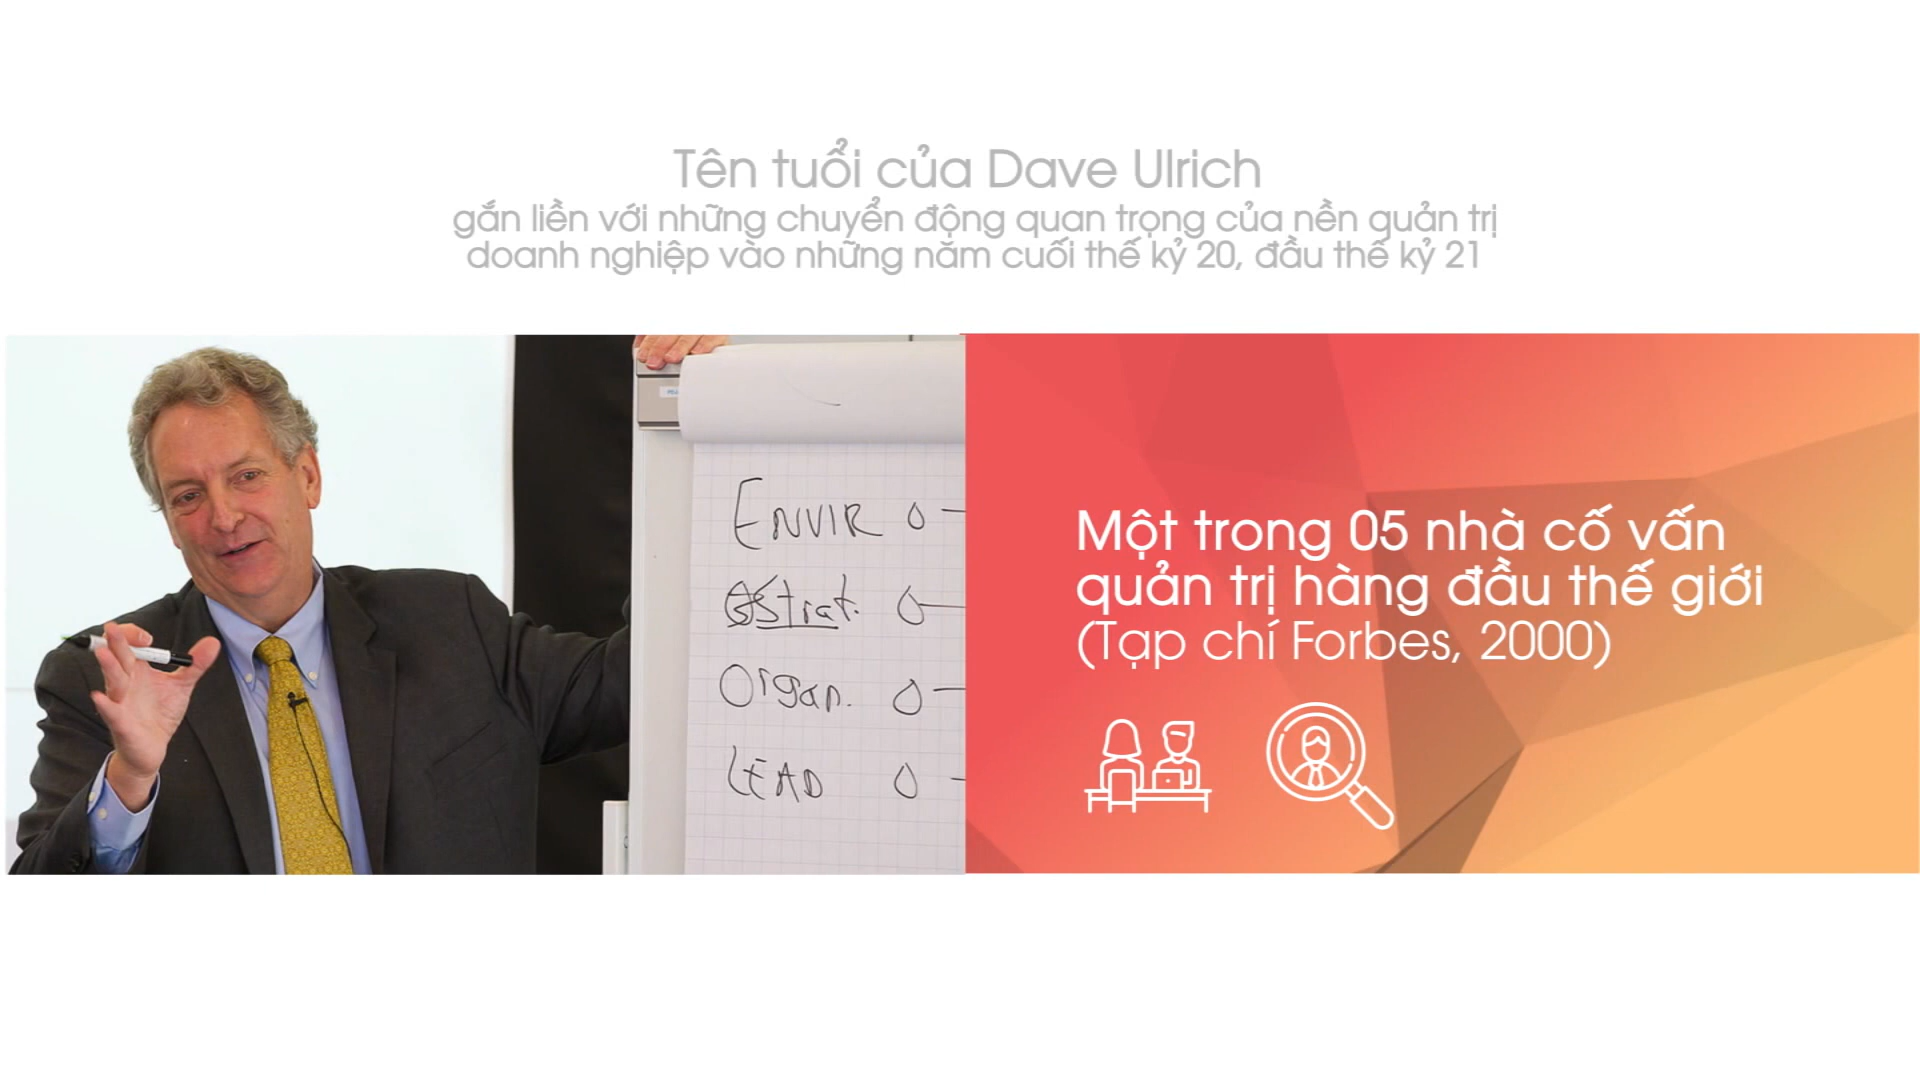 Tên tuổi của Dave Ulrich
gắn liền với những chuyển động quan trọng của nền quản trị
doanh nghiệp vào những năm cuối thế kỷ 20, đầu thế kỷ 21
ENVIR
Strat.
Organ.
LEAD
Một trong 05 nhà cố vấn
quản trị hàng đầu thế giới
(Tạp chí Forbes, 2000)